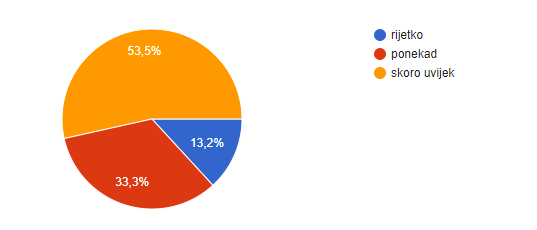 53,5%
13,2%
33,3%
rijetko
ponekad
skoro uvijek